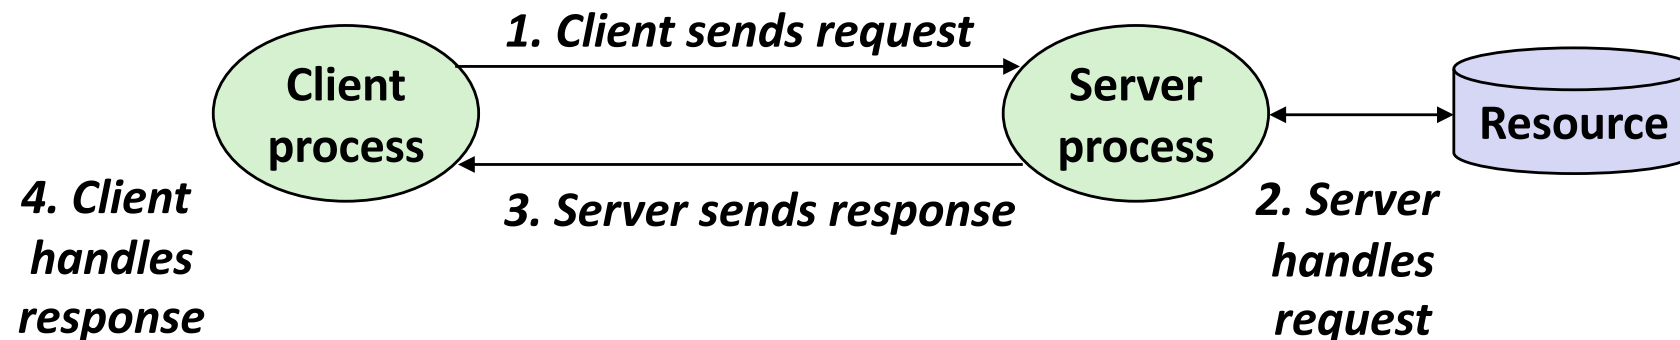 1. Client sends request
Client
process
Server
process
Resource
3. Server sends response
4. Client
handles
response
2. Server
handles
request